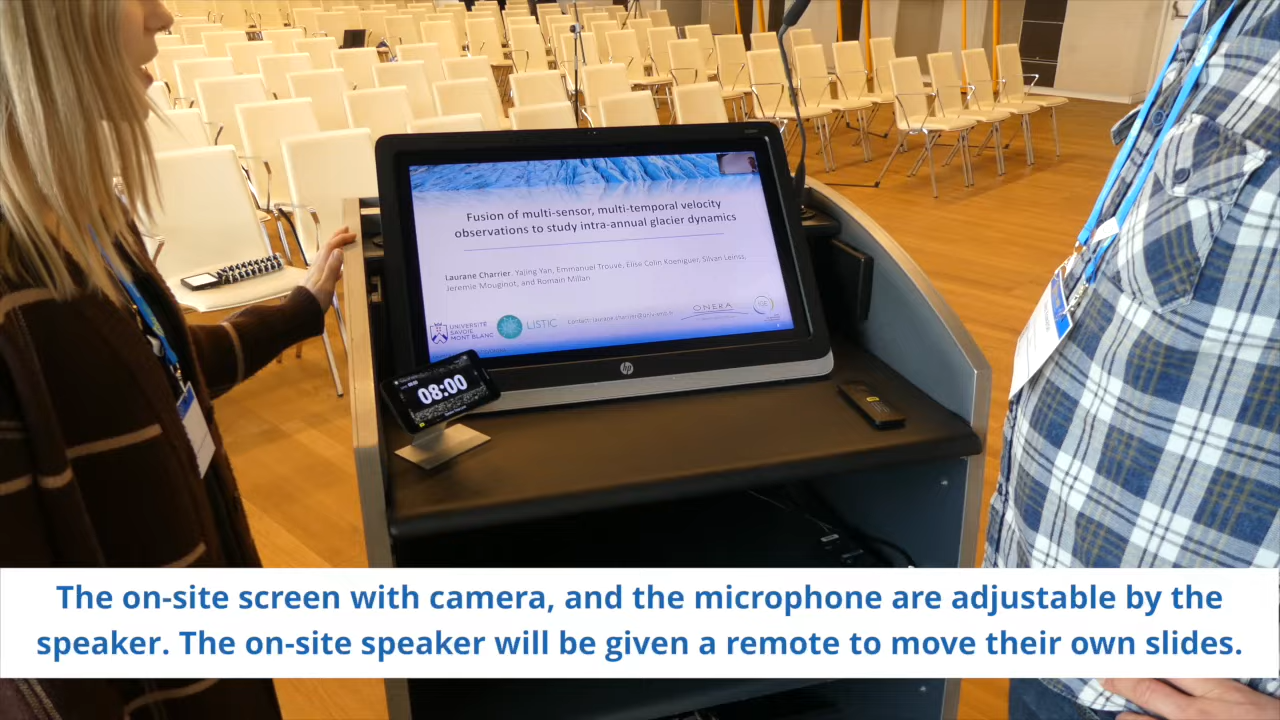 Fusion of multi-sensor, multi-temporal velocity
observations to study intra-annual glacier dynamics
Laurane Charrier, Yajing Yan, Emmanuel Trouvé, Elise Colin Koeniguer, Silvan Leinss,
Jeremie Mouginot, and Romain Millan
UNIVERSITÉ
SAVOIE
MONT BLANC
LISTIC
ONERA
hp
08:00
The on-site screen with camera, and the microphone are adjustable by the
speaker. The on-site speaker will be given a remote to move their own slides.